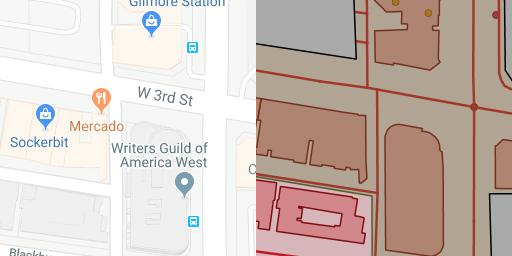 Gilmore Station
W 3rd St
Mercado
Sockerbit
Writers Guild of
America West